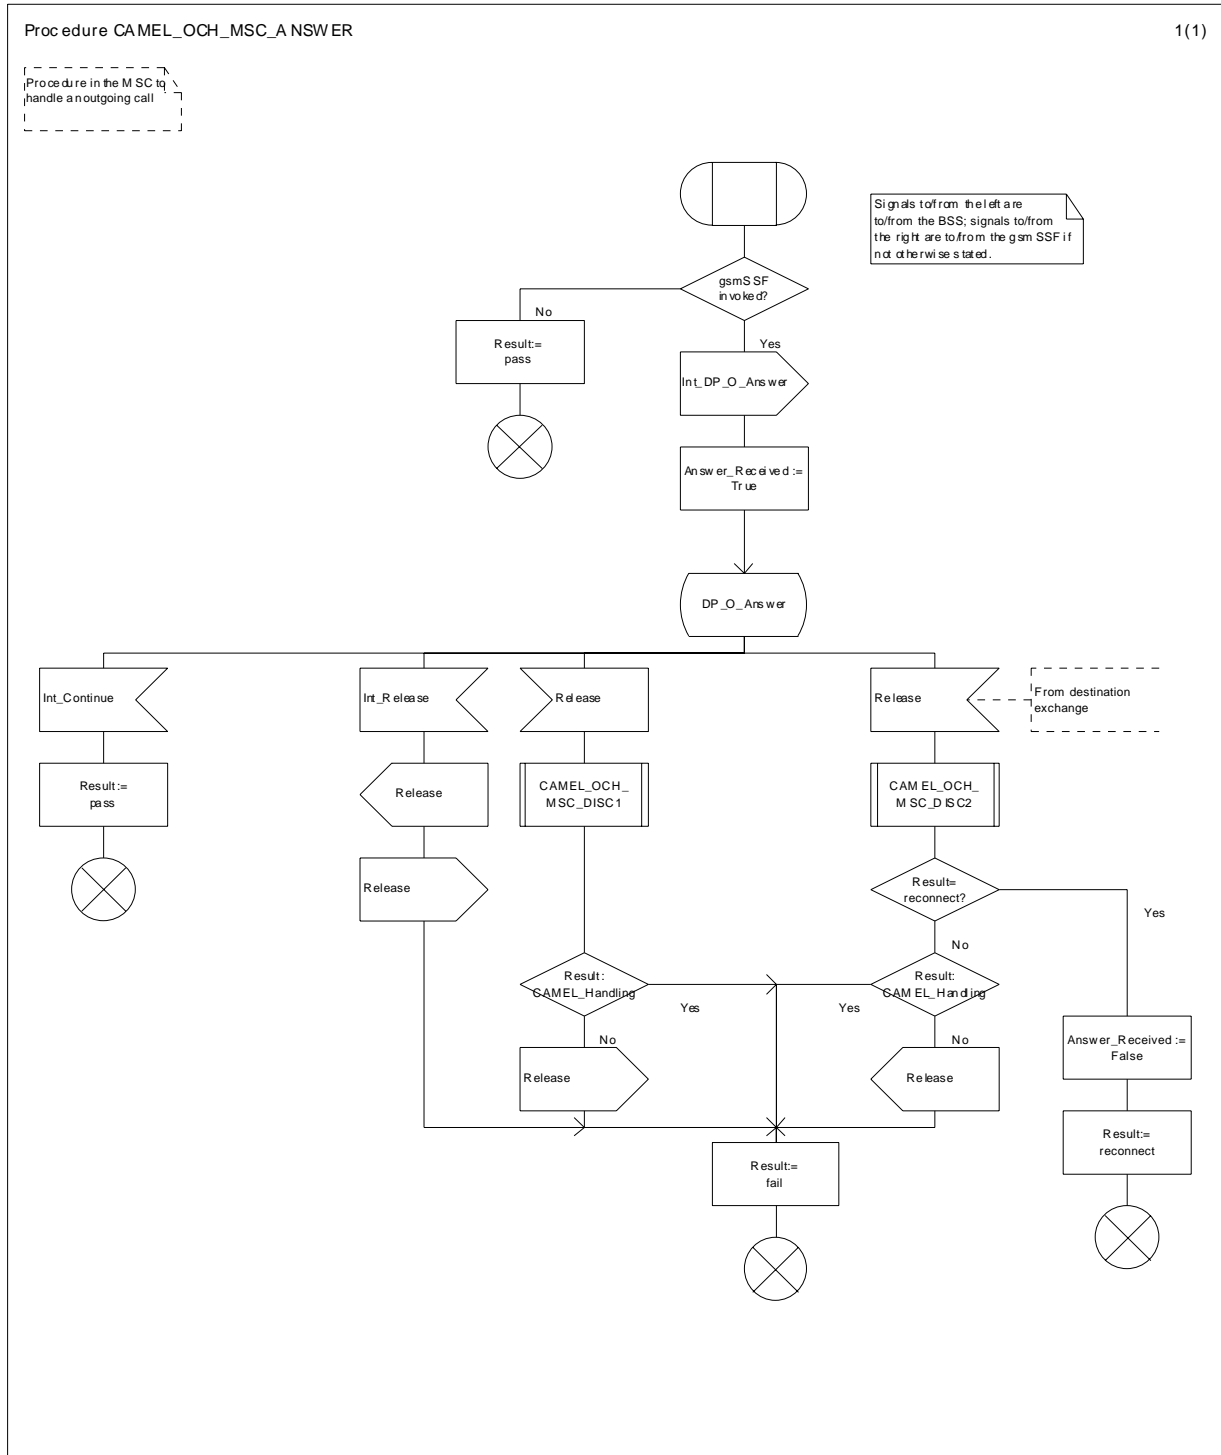 Procedure CAMEL_OCH_MSC_ANSWER
1(1)
Procedure in the MSC to
handle an outgoing call
Signals to/from the left are
to/from the BSS; signals to/from
the right are to/from the gsmSSF if
not otherwise stated.
gsmSSF
invoked?
No
Yes
Result:=
pass
Int_DP_O_Answer
Answer_Received:=
True
DP_O_Answer
Int_Continue
Int_Release
Release
Release
From destination
exchange
Result:=
pass
Release
CAMEL_OCH_
MSC_DISC1
CAMEL_OCH_
MSC_DISC2
Release
Result=
reconnect?
Yes
No
Result:
CAMEL_Handling
Yes
Result:
CAMEL_Handling
Yes
No
No
Release
Release
Answer_Received:=
False
Result:=
reconnect
Result:=
fail